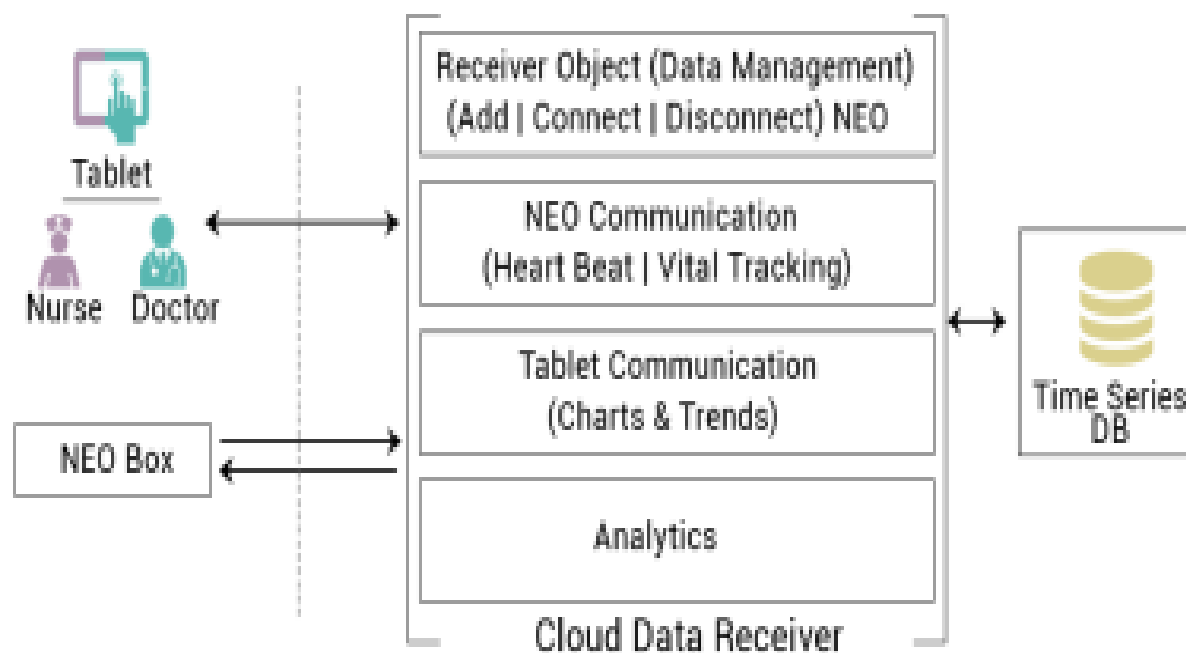 Tablet
Nurse
Doctor
NEO Box
Receiver Object (Data Management)
(Add | Connect | Disconnect) NEO
NEO Communication
(Heart Beat | Vital Tracking)
Tablet Communication
(Charts & Trends)
Analytics
Cloud Data Receiver
Time Series
DB